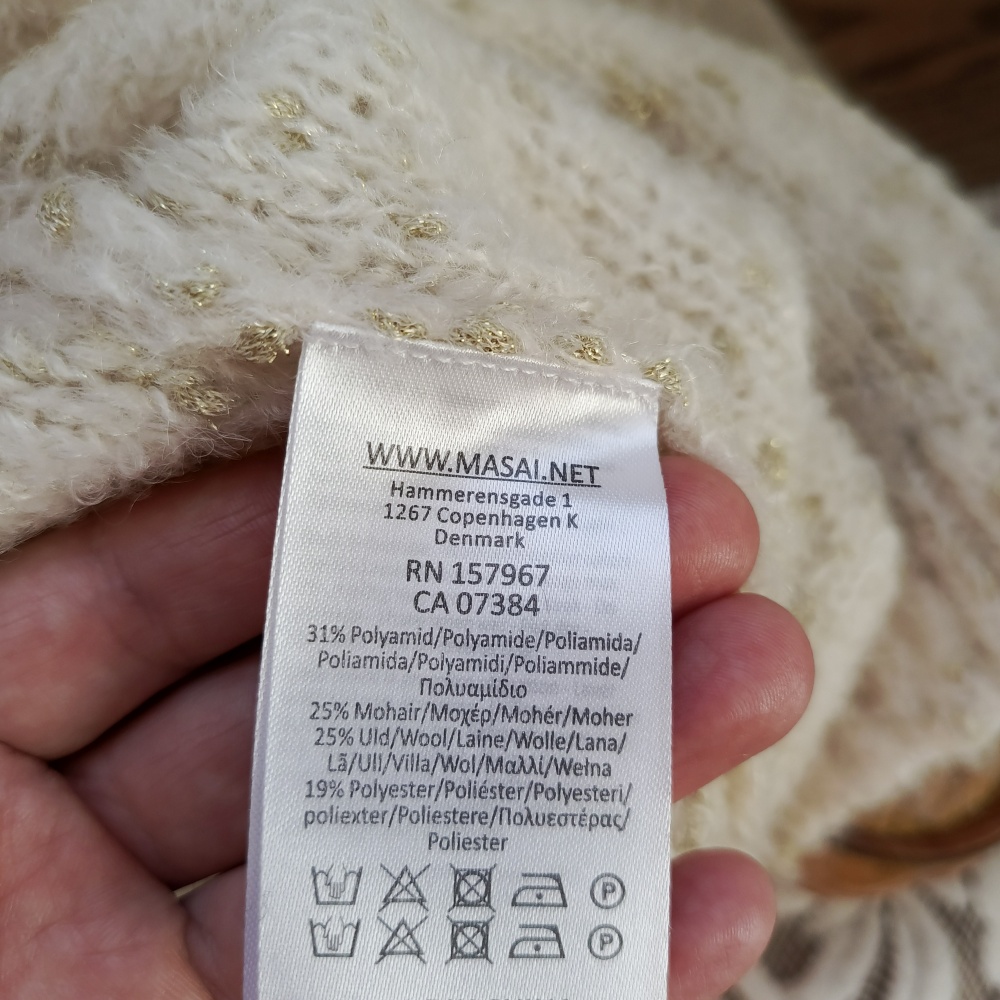 WWW.MASAI.NET
Hammerensgade 1
1267 Copenhagen K
Denmark
RN 157967
CA 07384
31% Polyamid/Polyamide/Poliamida/
Poliamida/Polyamidi/Poliammide/
Πολυαμίδιο
25% Mohair/Μοχέρ/Mohér/Moher
25% Uld/Wool/Laine/Wolle/Lana/
Lã/Ull/Villa/Wol/Μαλλί/Wełna
19% Polyester/Poliéster/Polyesteri/
poliexter/Poliestere/Πολυεστέρας/
Poliester
P
P